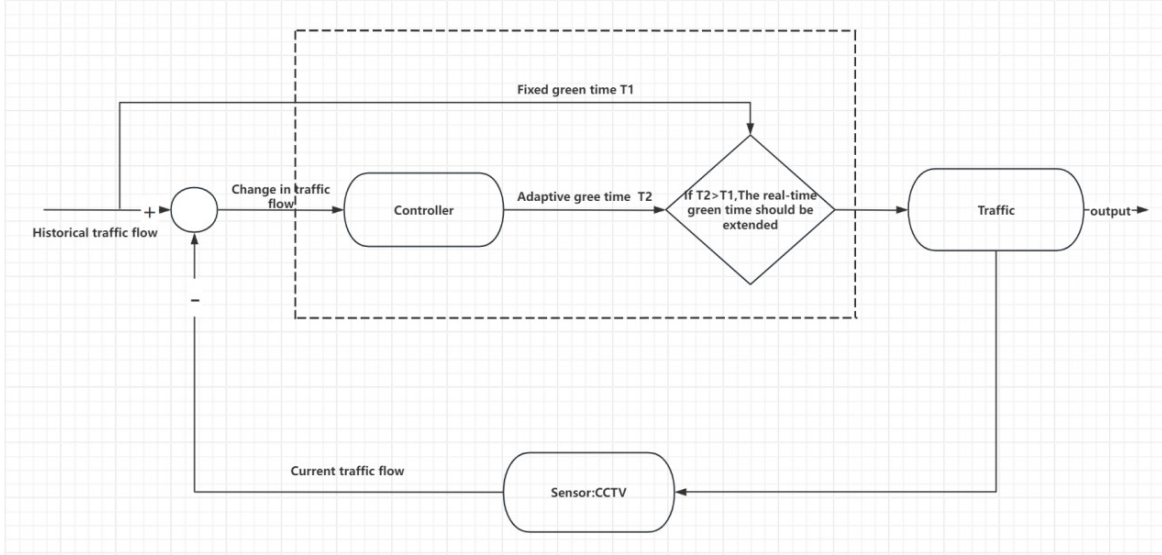 Fixed green time T1
Change in traffic
flow
+
Historical traffic flow
Controller
Adaptive gree time T2
If T2>T1,The real-time
green time should be
extended
Traffic
output
-
Current traffic flow
Sensor:CCTV